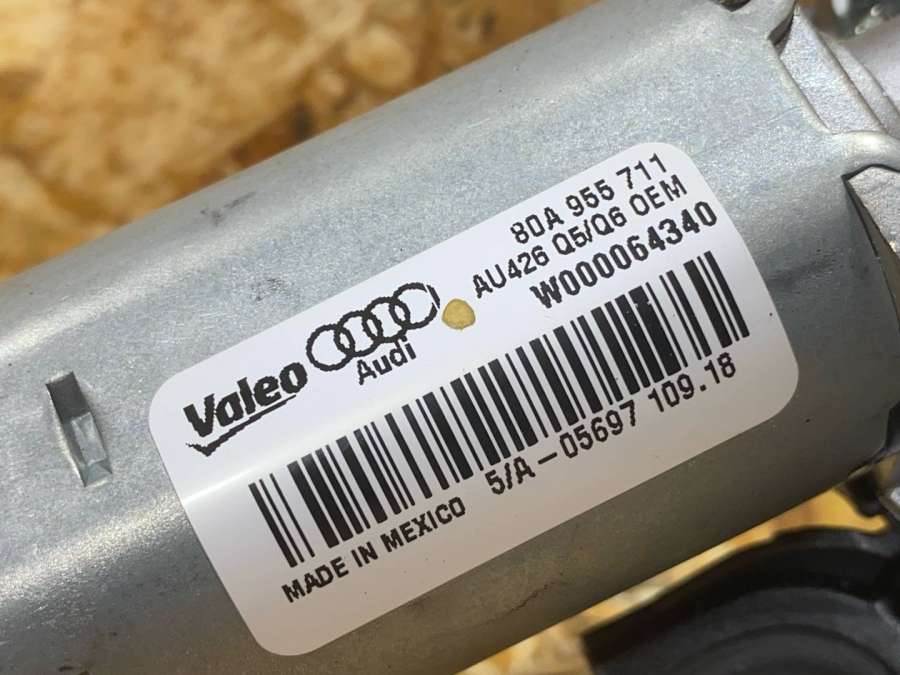 80A 955 711
AU426 Q5/Q6 OEM
W000064340
Valeo
Audi
5/A-05697 109.18
MADE IN MEXICO